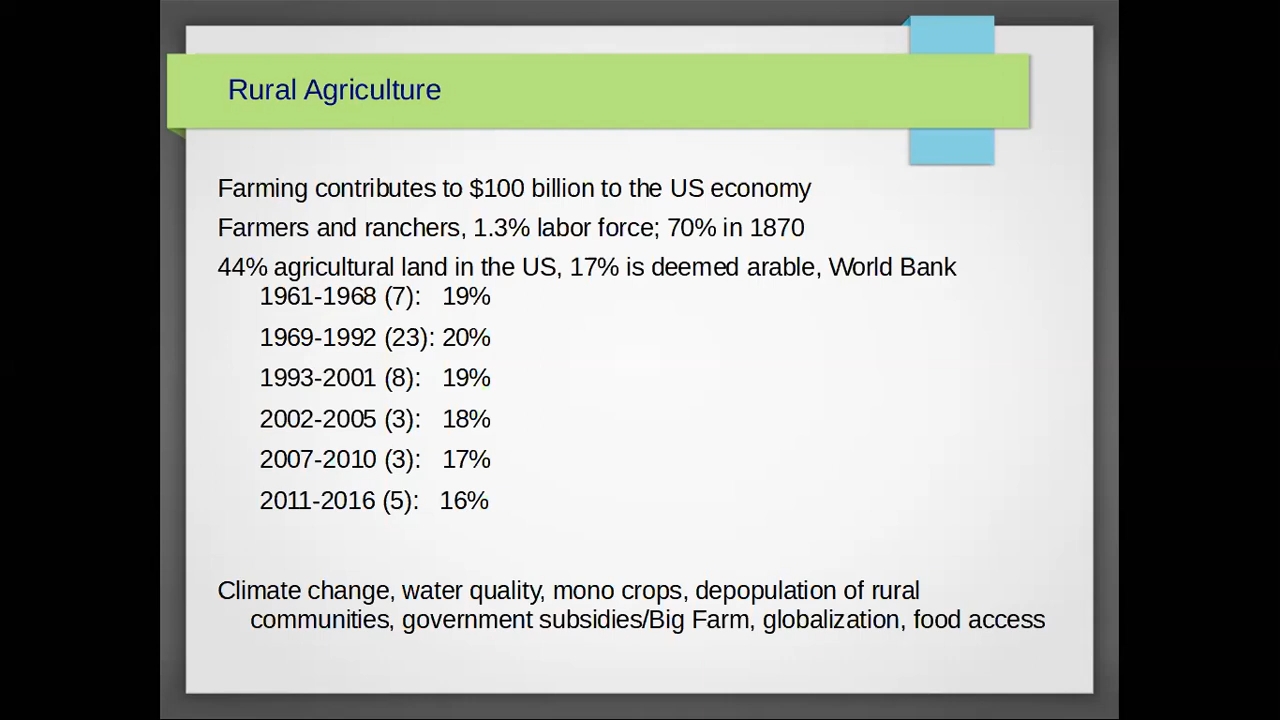 Rural Agriculture
Farming contributes to $100 billion to the US economy
Farmers and ranchers, 1.3% labor force; 70% in 1870
44% agricultural land in the US, 17% is deemed arable, World Bank
1961-1968 (7): 19%
1969-1992 (23): 20%
1993-2001 (8): 19%
2002-2005 (3): 18%
2007-2010 (3): 17%
2011-2016 (5): 16%
Climate change, water quality, mono crops, depopulation of rural
communities, government subsidies/Big Farm, globalization, food access